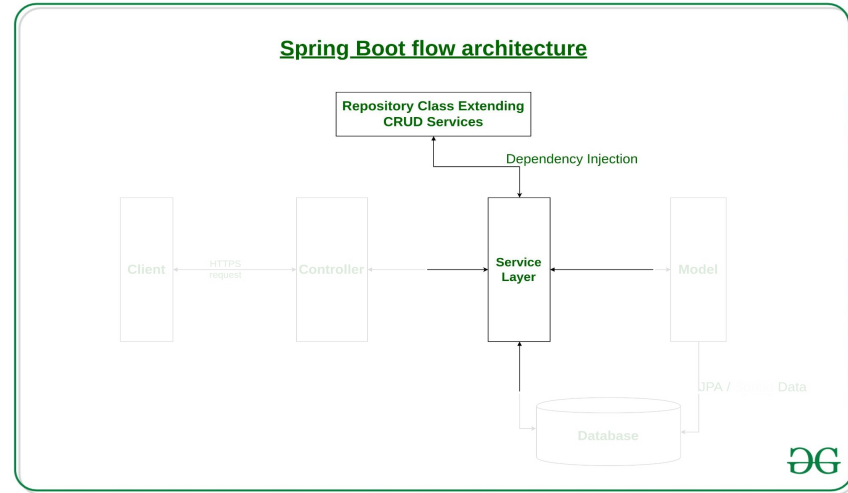 Spring Boot flow architecture
Repository Class Extending
CRUD Services
Dependency Injection
Client
HTTPS
request
Controller
Service
Layer
Model
JPA / Data
Database